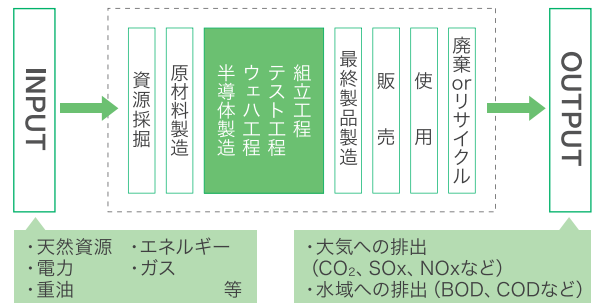 INPUT
資源採掘
原材料製造
半導体製造
ウェハ工程
テスト工程
組立工程
最終製品製造
販売
使用
廃棄orリサイクル
OUTPUT
・天然資源 ・エネルギー
・電力 ・ガス
・重油 等
・大気への排出
（CO₂、SOx、NOxなど）
・水域への排出（BOD、CODなど）